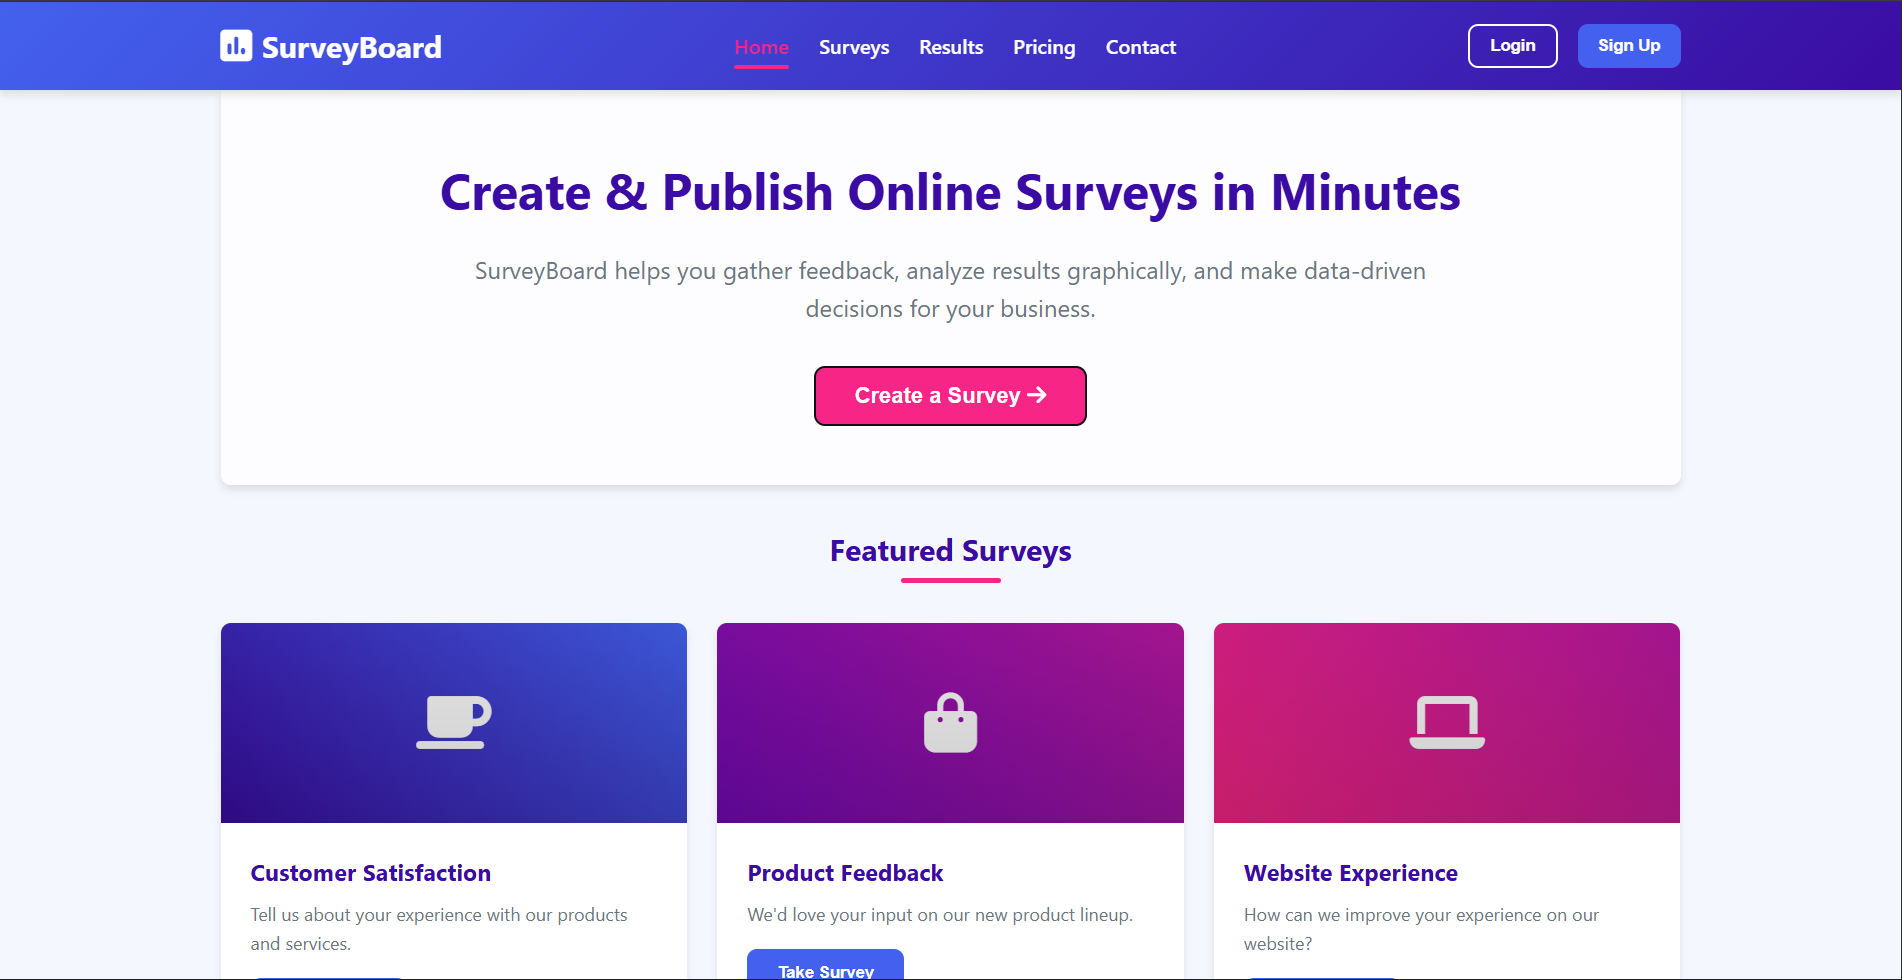 SurveyBoard
Home
Surveys
Results
Pricing
Contact
Login
Sign Up
Create & Publish Online Surveys in Minutes
SurveyBoard helps you gather feedback, analyze results graphically, and make data-driven
decisions for your business.
Create a Survey →
Featured Surveys
Customer Satisfaction
Tell us about your experience with our products
and services.
Product Feedback
We'd love your input on our new product lineup.
Take Survey
Website Experience
How can we improve your experience on our
website?